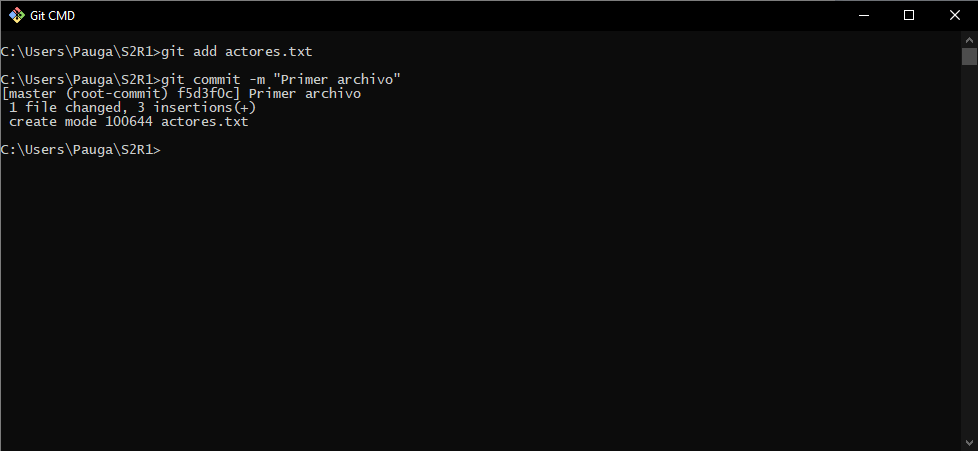 Git CMD
C:\Users\Pauga\S2R1>git add actores.txt
C:\Users\Pauga\S2R1>git commit -m "Primer archivo"
[master (root-commit) f5d3f0c] Primer archivo
 1 file changed, 3 insertions(+)
 create mode 100644 actores.txt
C:\Users\Pauga\S2R1>